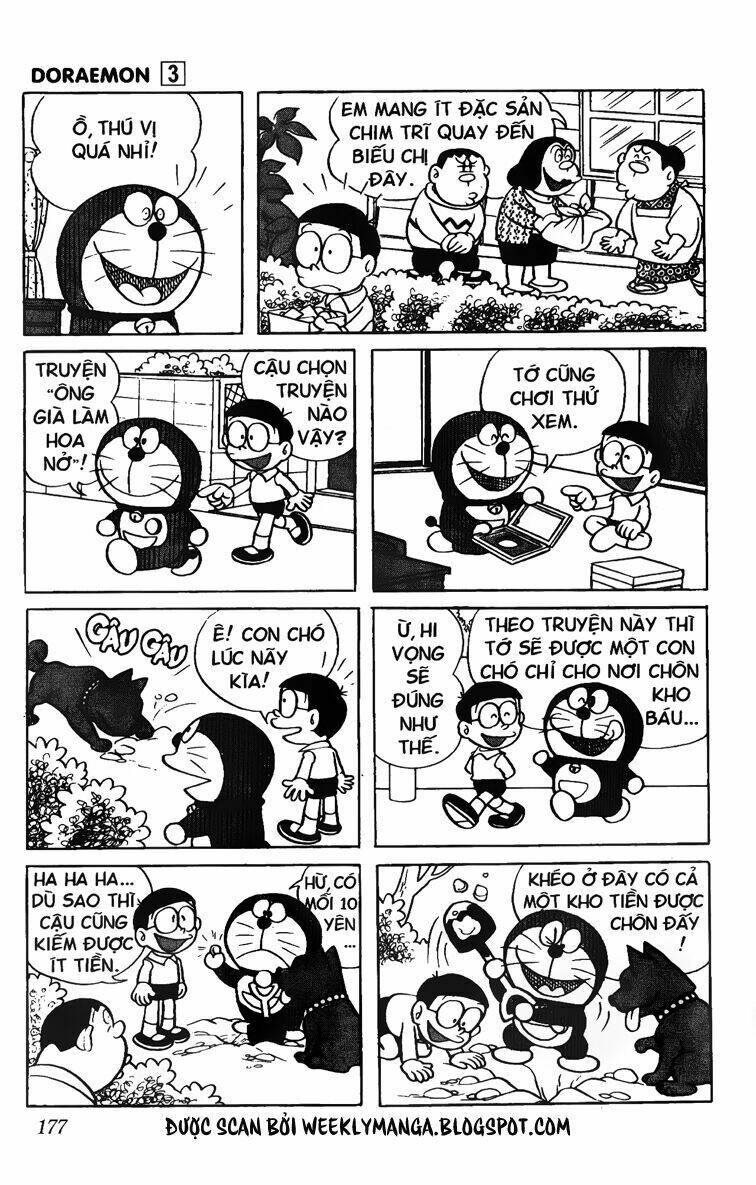 DORAEMON 3
Ồ, THÚ VỊ
QUÁ NHỈ!
EM MANG ÍT ĐẶC SẢN
CHIM TRĨ QUAY ĐẾN
BIẾU CHỊ
ĐÂY.
TRUYỆN
"ÔNG
GIÀ LÀM
HOA
NỞ"!
CẬU CHỌN
TRUYỆN
NÀO
VẬY?
TỚ CŨNG
CHƠI THỬ
XEM.
GÂU GÂU
Ê! CON CHÓ
LÚC NÃY
KÌA!
Ừ, HI
VỌNG
SẼ
ĐÚNG
NHƯ
THẾ.
THEO TRUYỆN NÀY THÌ
TỚ SẼ ĐƯỢC MỘT CON
CHÓ CHỈ CHO NƠI CHÔN
KHO
BÁU...
HA HA HA...
DÙ SAO THÌ
CẬU CŨNG
KIẾM ĐƯỢC
ÍT TIỀN.
HỪ, CÓ
MỖI 10
YÊN
...
KHÉO Ở ĐÂY CÓ CẢ
MỘT KHO TIỀN ĐƯỢC
CHÔN ĐẤY
!
177
ĐƯỢC SCAN BỞI WEEKLYMANGA.BLOGSPOT.COM